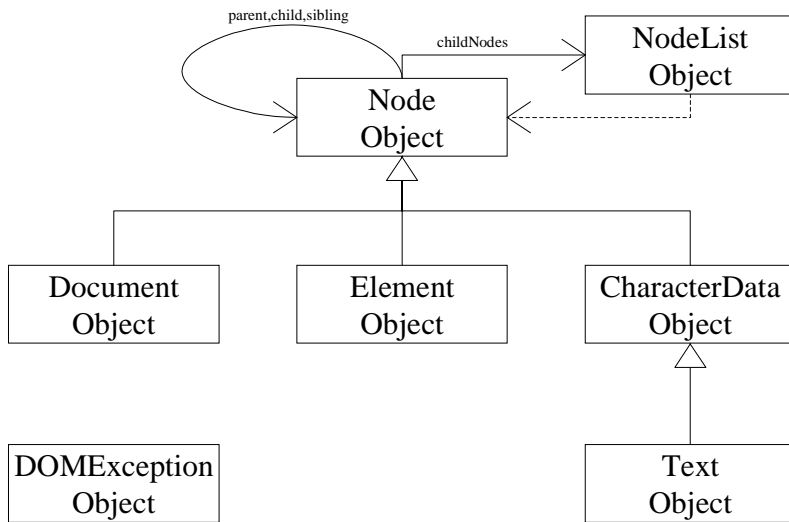 parent,child,sibling
childNodes
NodeList
Object
Node
Object
Document
Object
Element
Object
CharacterData
Object
DOMException
Object
Text
Object